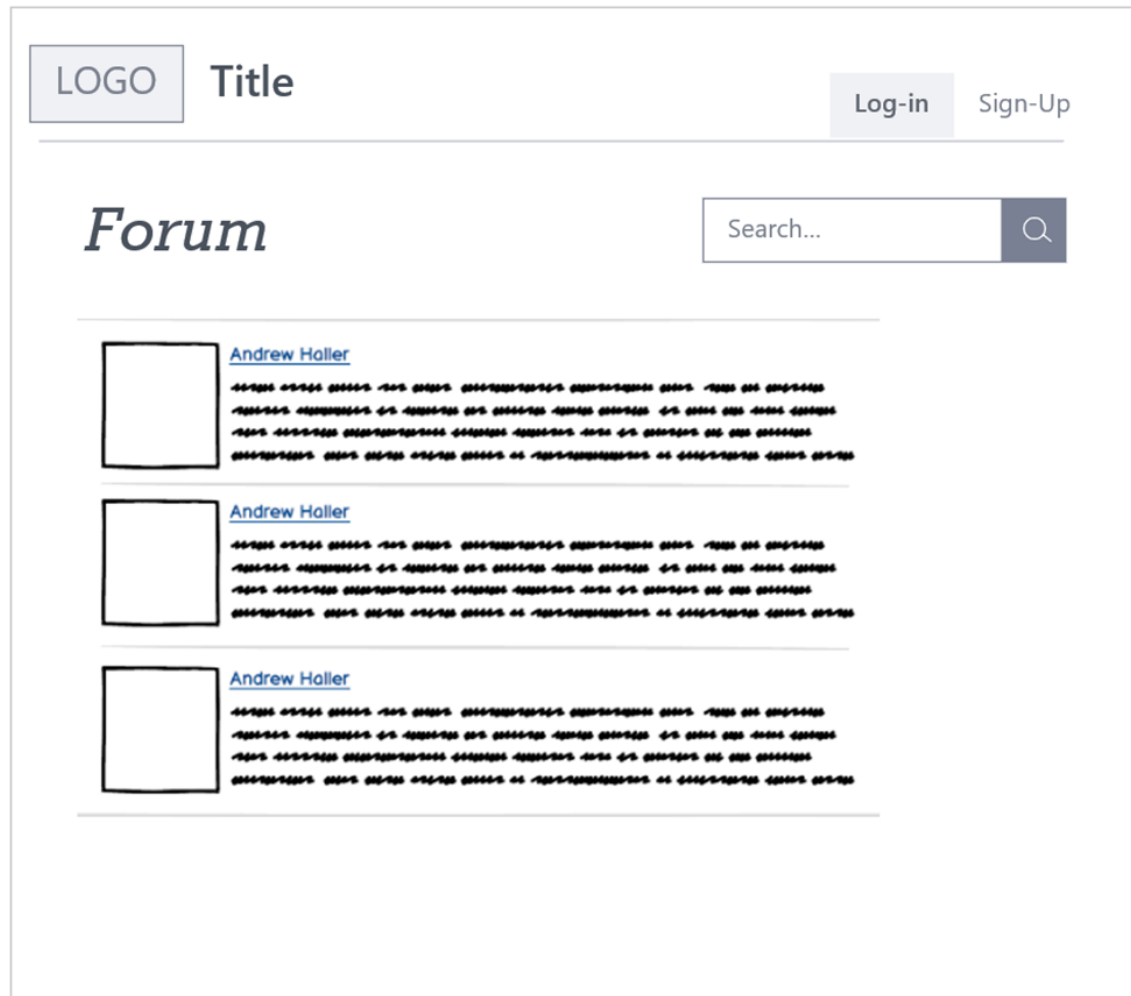 LOGO
Title
Log-in
Sign-Up
Forum
Search...
Andrew Haller
Andrew Haller
Andrew Haller